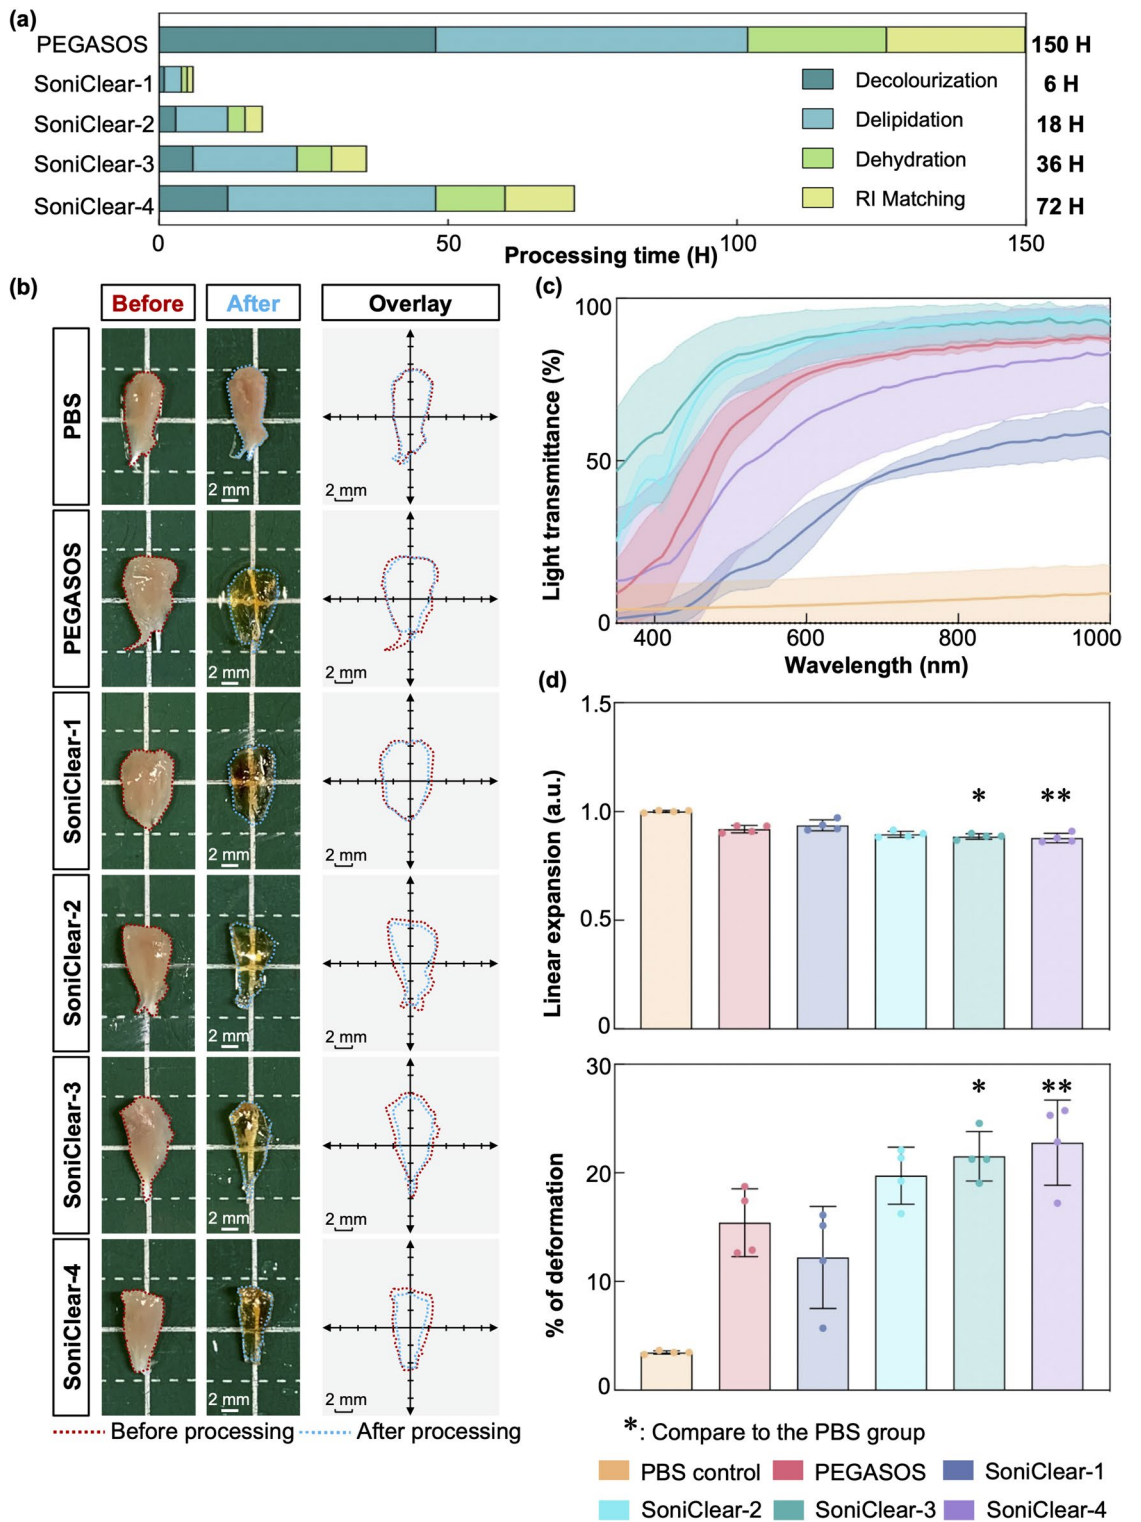 (a)
PEGASOS
150 H
SoniClear-1
Decolourization
6 H
SoniClear-2
Delipidation
18 H
SoniClear-3
Dehydration
36 H
SoniClear-4
RI Matching
72 H
0
50
100
150
Processing time (H)
(b)
Before
After
Overlay
PBS
2 mm
2 mm
PEGASOS
2 mm
2 mm
SoniClear-1
2 mm
2 mm
SoniClear-2
2 mm
2 mm
SoniClear-3
2 mm
2 mm
SoniClear-4
2 mm
2 mm
Before processing
After processing
(c)
100
50
0
Light transmittance (%)
400
600
800
1000
Wavelength (nm)
(d)
1.5
1.0
0.5
0
Linear expansion (a.u.)
*
**
30
20
10
0
% of deformation
*
**
*: Compare to the PBS group
PBS control
PEGASOS
SoniClear-1
SoniClear-2
SoniClear-3
SoniClear-4